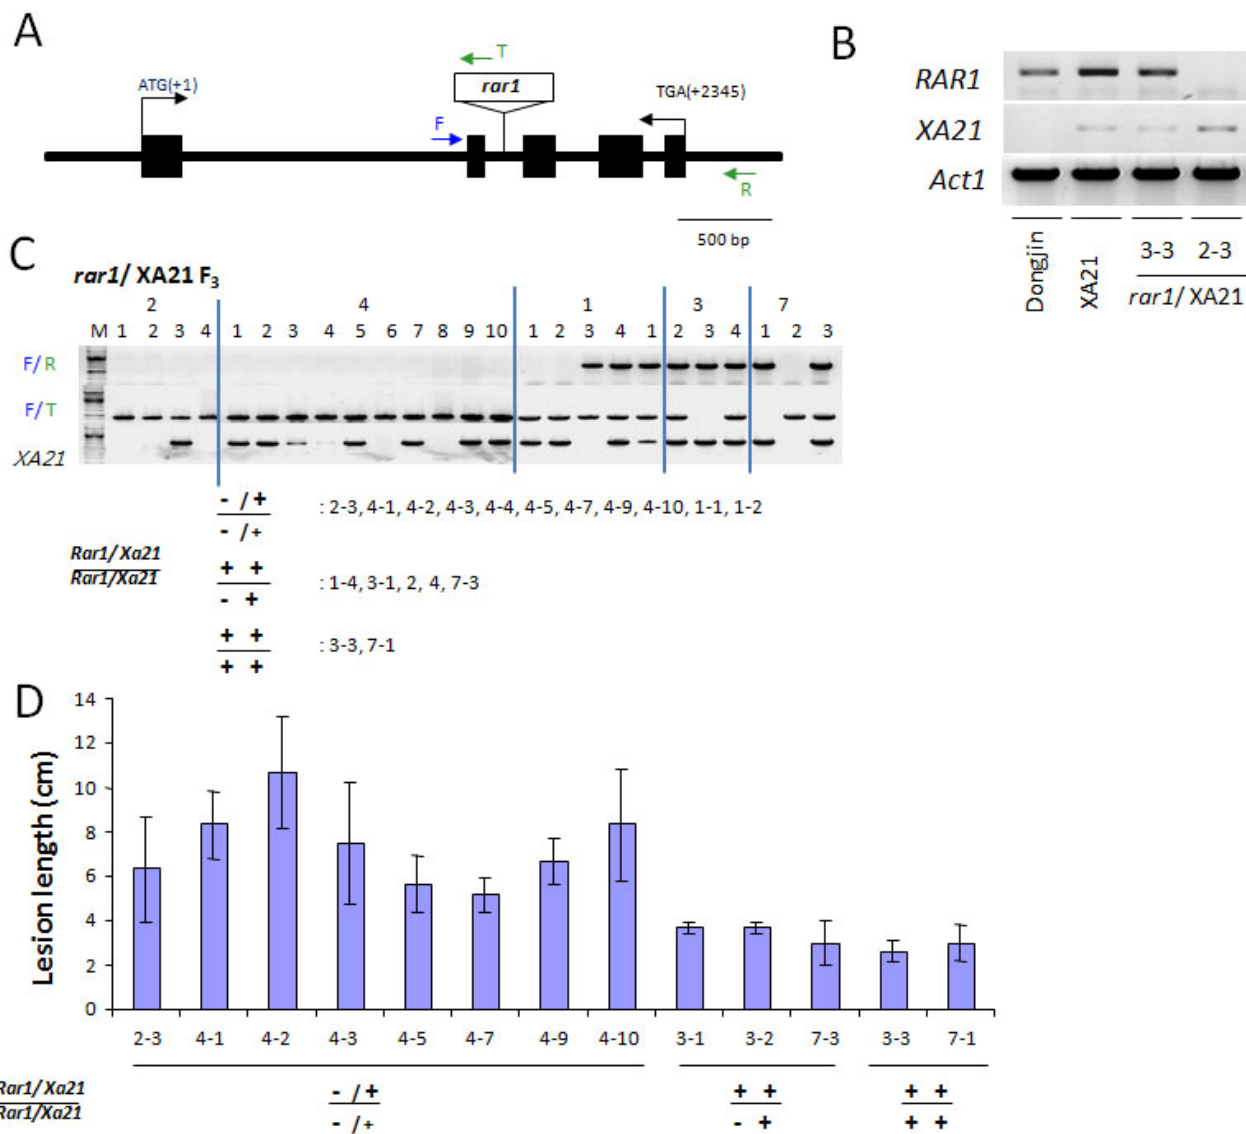 A
ATG(+1)
T
rar1
TGA(+2345)
F
R
500 bp
B
RAR1
XA21
Act1
Dongjin
XA21
3-3 2-3
rar1/ XA21
C
rar1/ XA21 F3
2 4 1 3 7
M 1 2 3 4 1 2 3 4 5 6 7 8 9 10 1 2 3 4 1 2 3 4 1 2 3
F/R
F/T
XA21
- / +
- / +
: 2-3, 4-1, 4-2, 4-3, 4-4, 4-5, 4-7, 4-9, 4-10, 1-1, 1-2
Rar1/Xa21
Rar1/Xa21
+ +
- +
: 1-4, 3-1, 2, 4, 7-3
+ +
+ +
: 3-3, 7-1
D
Lesion length (cm)
14
12
10
8
6
4
2
0
2-3 4-1 4-2 4-3 4-5 4-7 4-9 4-10 3-1 3-2 7-3 3-3 7-1
Rar1/Xa21
Rar1/Xa21
- / +
- / +
+ +
- +
+ +
+ +